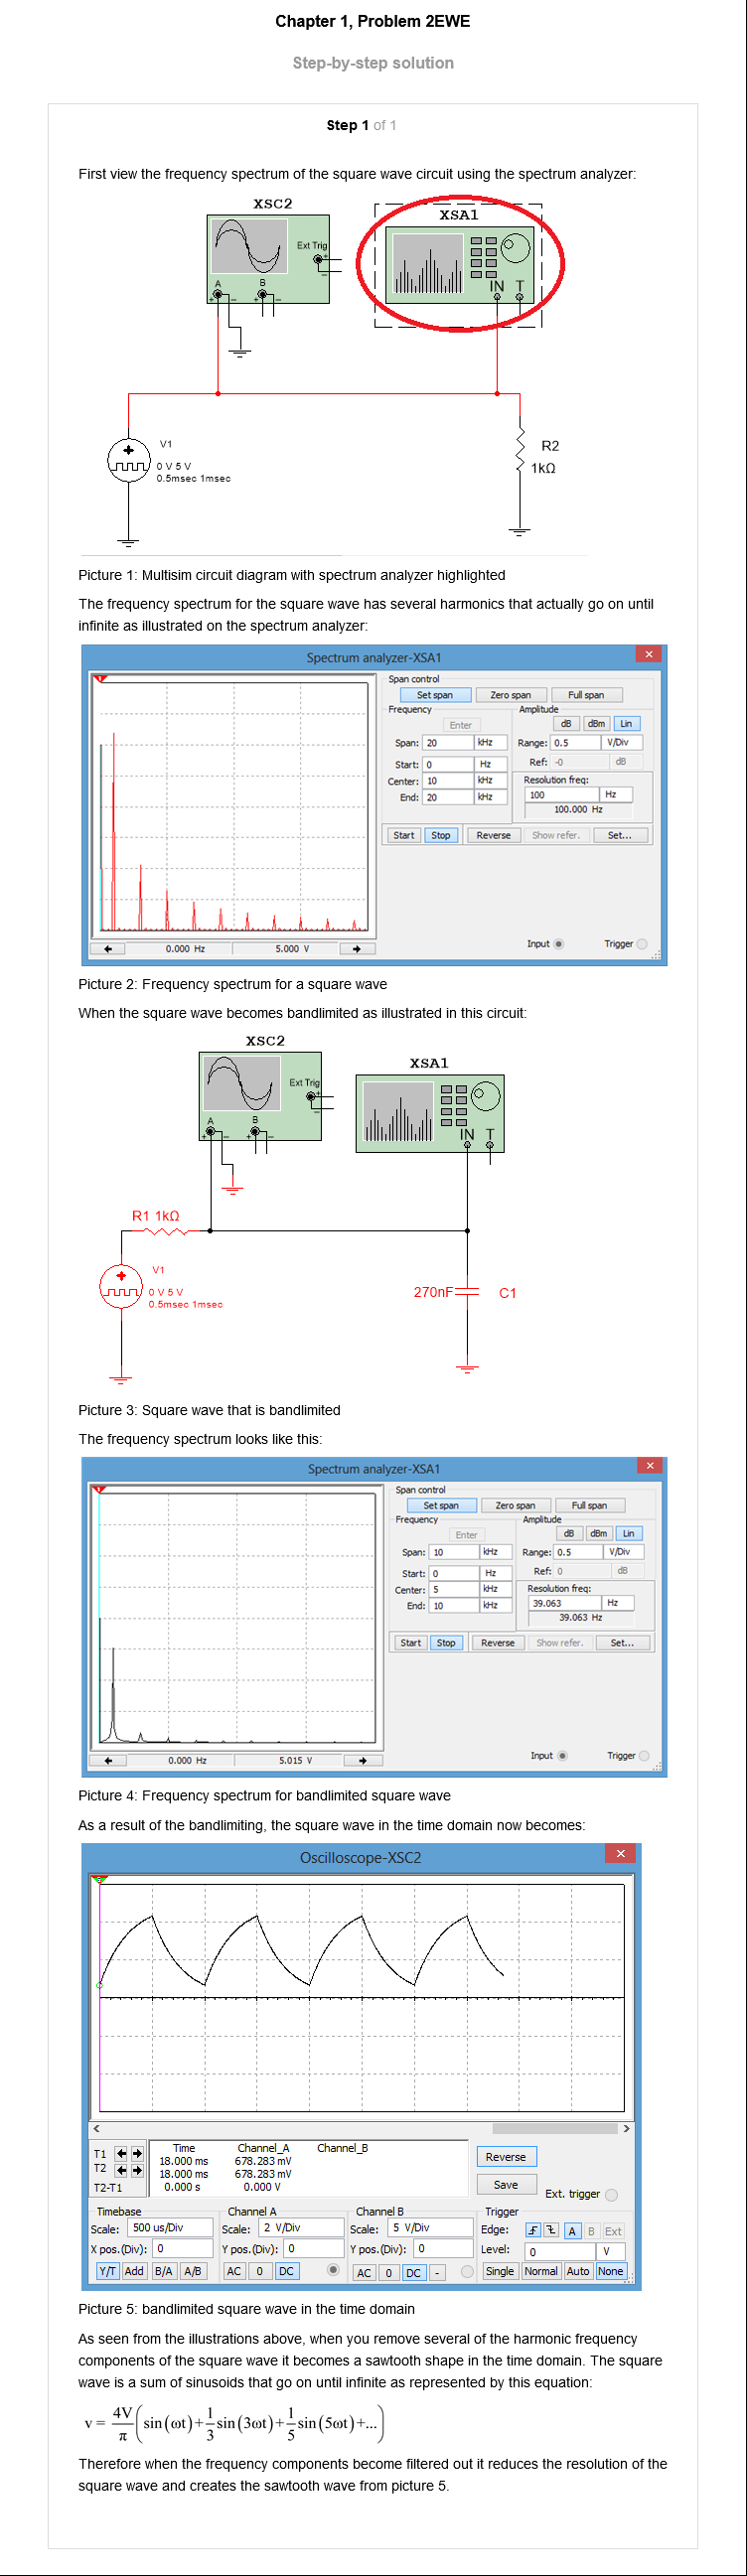 Chapter 1, Problem 2EWE
Step-by-step solution
Step 1 of 1
First view the frequency spectrum of the square wave circuit using the spectrum analyzer:
XSC2
XSA1
Ext Trig
A
B
IN T
V1
0 V 5 V
0.5msec 1msec
R2
1kΩ
Picture 1: Multisim circuit diagram with spectrum analyzer highlighted
The frequency spectrum for the square wave has several harmonics that actually go on until
infinite as illustrated on the spectrum analyzer:
Spectrum analyzer-XSA1
Span control
Set span Zero span Full span
Frequency Amplitude
Enter dB dBm Lin
Span: 20 kHz Range: 0.5 V/Div
Start: 0 Hz Ref: -0 dB
Center: 10 kHz Resolution freq:
End: 20 kHz 100 Hz
100.000 Hz
Start Stop Reverse Show refer. Set...
Input Trigger
0.000 Hz 5.000 V
Picture 2: Frequency spectrum for a square wave
When the square wave becomes bandlimited as illustrated in this circuit:
XSC2
XSA1
Ext Trig
A
B
IN T
R1 1kΩ
V1
0 V 5 V
0.5msec 1msec
270nF C1
Picture 3: Square wave that is bandlimited
The frequency spectrum looks like this:
Spectrum analyzer-XSA1
Span control
Set span Zero span Full span
Frequency Amplitude
Enter dB dBm Lin
Span: 10 kHz Range: 0.5 V/Div
Start: 0 Hz Ref: 0 dB
Center: 5 kHz Resolution freq:
End: 10 kHz 39.063 Hz
39.063 Hz
Start Stop Reverse Show refer. Set...
Input Trigger
0.000 Hz 5.015 V
Picture 4: Frequency spectrum for bandlimited square wave
As a result of the bandlimiting, the square wave in the time domain now becomes:
Oscilloscope-XSC2
Time Channel_A Channel_B
T1 18.000 ms 678.283 mV
T2 18.000 ms 678.283 mV
T2-T1 0.000 s 0.000 V
Reverse
Save
Ext. trigger
Timebase Channel A Channel B Trigger
Scale: 500 us/Div Scale: 2 V/Div Scale: 5 V/Div Edge: A B Ext
X pos.(Div): 0 Y pos.(Div): 0 Y pos.(Div): 0 Level: 0 V
Y/T Add B/A A/B AC 0 DC AC 0 DC - Single Normal Auto None
Picture 5: bandlimited square wave in the time domain
As seen from the illustrations above, when you remove several of the harmonic frequency
components of the square wave it becomes a sawtooth shape in the time domain. The square
wave is a sum of sinusoids that go on until infinite as represented by this equation:
v = 4V/π (sin(ωt)+1/3 sin(3ωt)+1/5 sin(5ωt)+...)
Therefore when the frequency components become filtered out it reduces the resolution of the
square wave and creates the sawtooth wave from picture 5.